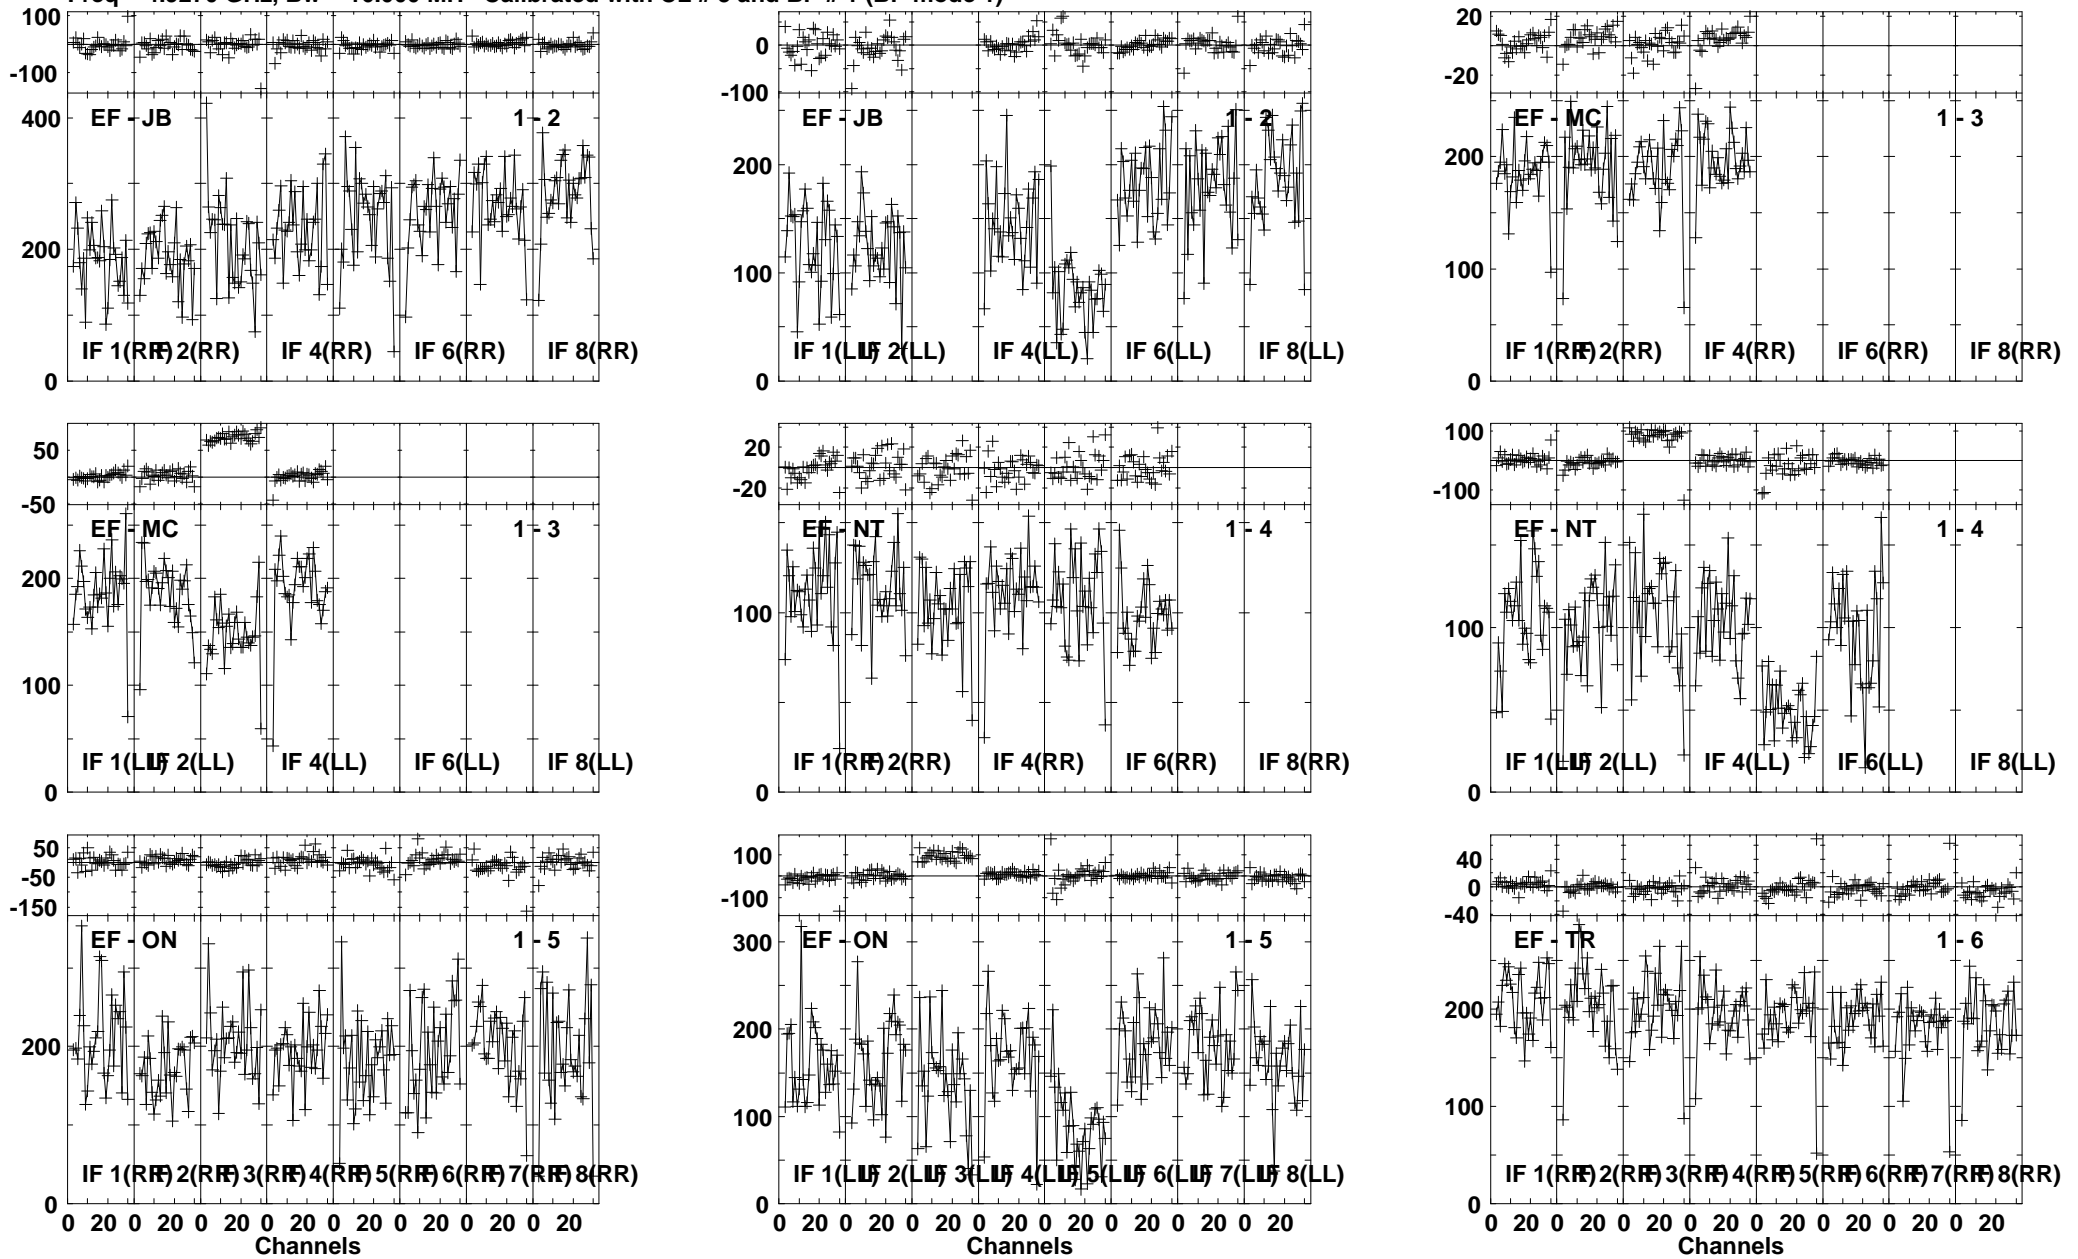 100
0
-100
400
200
0
EF - JB
1 - 2
IF 1(RR)
IF 2(RR)
IF 4(RR)
IF 6(RR)
IF 8(RR)
0
-100
200
100
0
EF - JB
1 - 2
IF 1(LL)
IF 2(LL)
IF 4(LL)
IF 6(LL)
IF 8(LL)
20
-20
200
100
0
EF - MC
1 - 3
IF 1(RR)
IF 2(RR)
IF 4(RR)
IF 6(RR)
IF 8(RR)
50
-50
200
100
0
EF - MC
1 - 3
IF 1(LL)
IF 2(LL)
IF 4(LL)
IF 6(LL)
IF 8(LL)
20
-20
100
0
EF - NT
1 - 4
IF 1(RR)
IF 2(RR)
IF 4(RR)
IF 6(RR)
IF 8(RR)
100
-100
100
0
EF - NT
1 - 4
IF 1(LL)
IF 2(LL)
IF 4(LL)
IF 6(LL)
IF 8(LL)
50
-50
-150
200
0
EF - ON
1 - 5
IF 1(RR)
IF 2(RR)
IF 3(RR)
IF 4(RR)
IF 5(RR)
IF 6(RR)
IF 7(RR)
IF 8(RR)
0 20 0 20 0 20 0 20 0 20 0 20 0 20 0 20
Channels
100
-100
300
200
100
0
EF - ON
1 - 5
IF 1(LL)
IF 2(LL)
IF 3(LL)
IF 4(LL)
IF 5(LL)
IF 6(LL)
IF 7(LL)
IF 8(LL)
0 20 0 20 0 20 0 20 0 20 0 20 0 20 0 20
Channels
40
0
-40
200
100
0
EF - TR
1 - 6
IF 1(RR)
IF 2(RR)
IF 3(RR)
IF 4(RR)
IF 5(RR)
IF 6(RR)
IF 7(RR)
IF 8(RR)
0 20 0 20 0 20 0 20 0 20 0 20 0 20 0 20
Channels